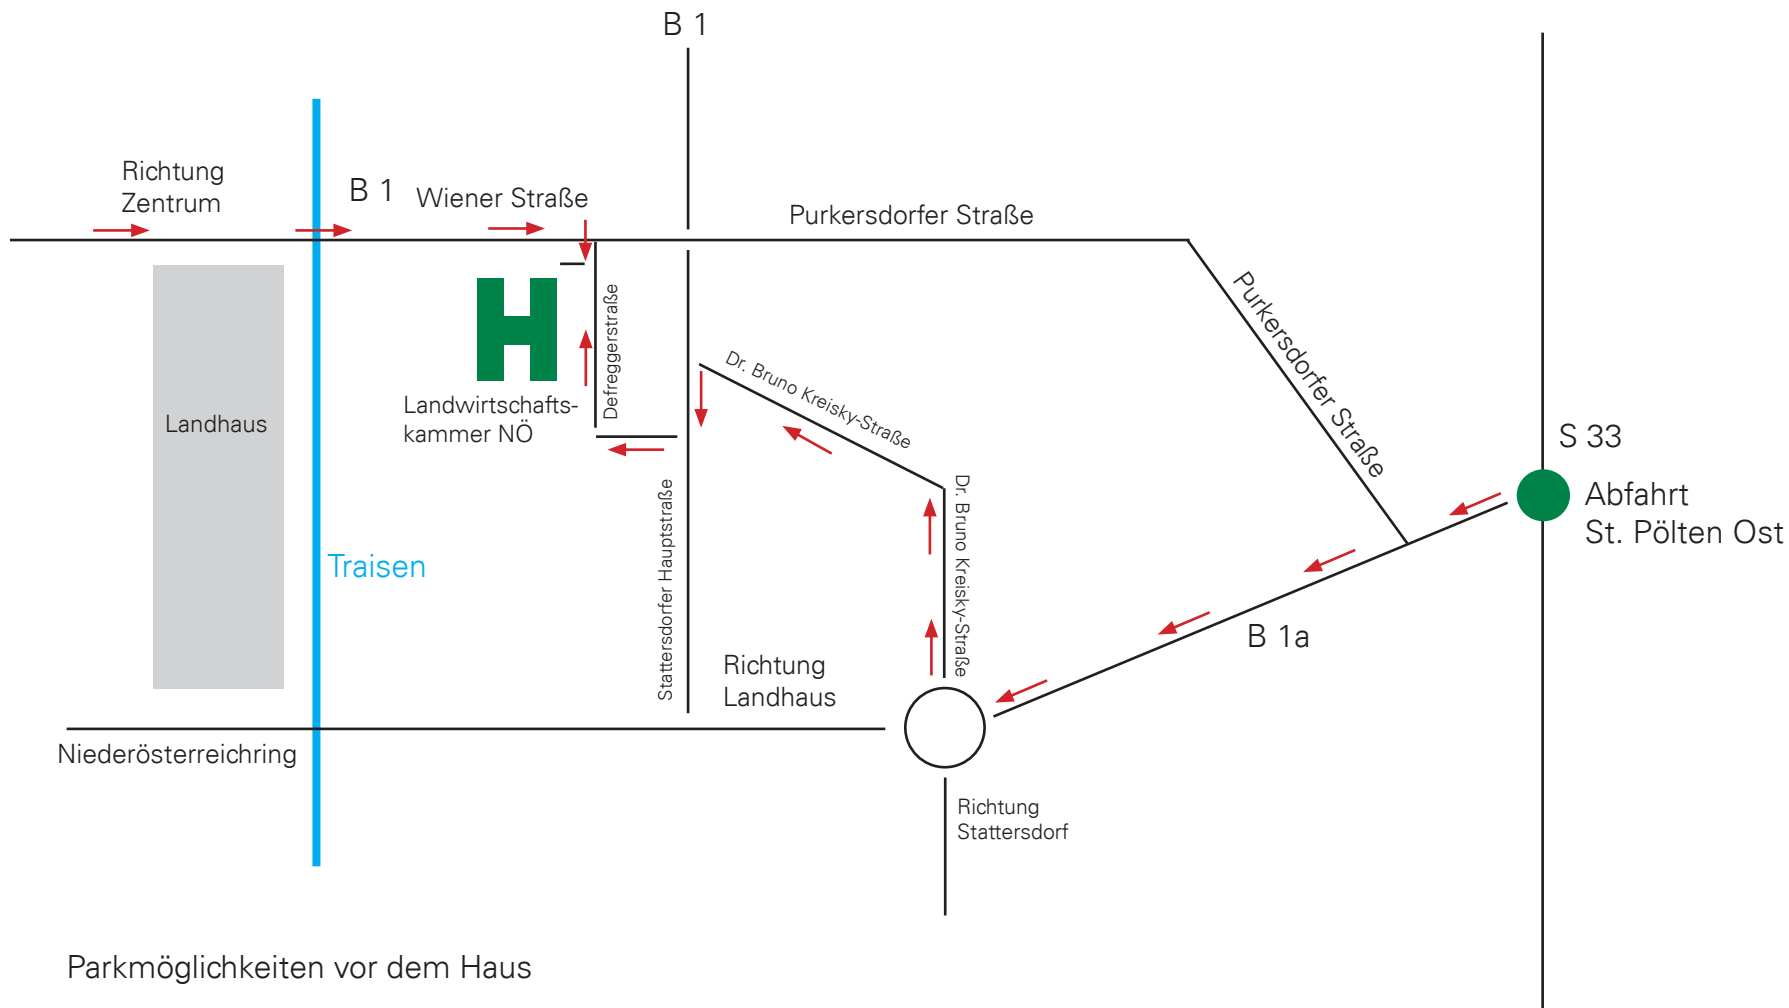 B 1
Richtung
Zentrum
B 1
Wiener Straße
Purkersdorfer Straße
Purkersdorfer Straße
Defreggerstraße
Dr. Bruno Kreisky-Straße
Landwirtschafts-
kammer NÖ
Landhaus
S 33
Abfahrt
St. Pölten Ost
Dr. Bruno Kreisky-Straße
Stattersdorfer Hauptstraße
Traisen
B 1a
Richtung
Landhaus
Niederösterreichring
Richtung
Stattersdorf
Parkmöglichkeiten vor dem Haus